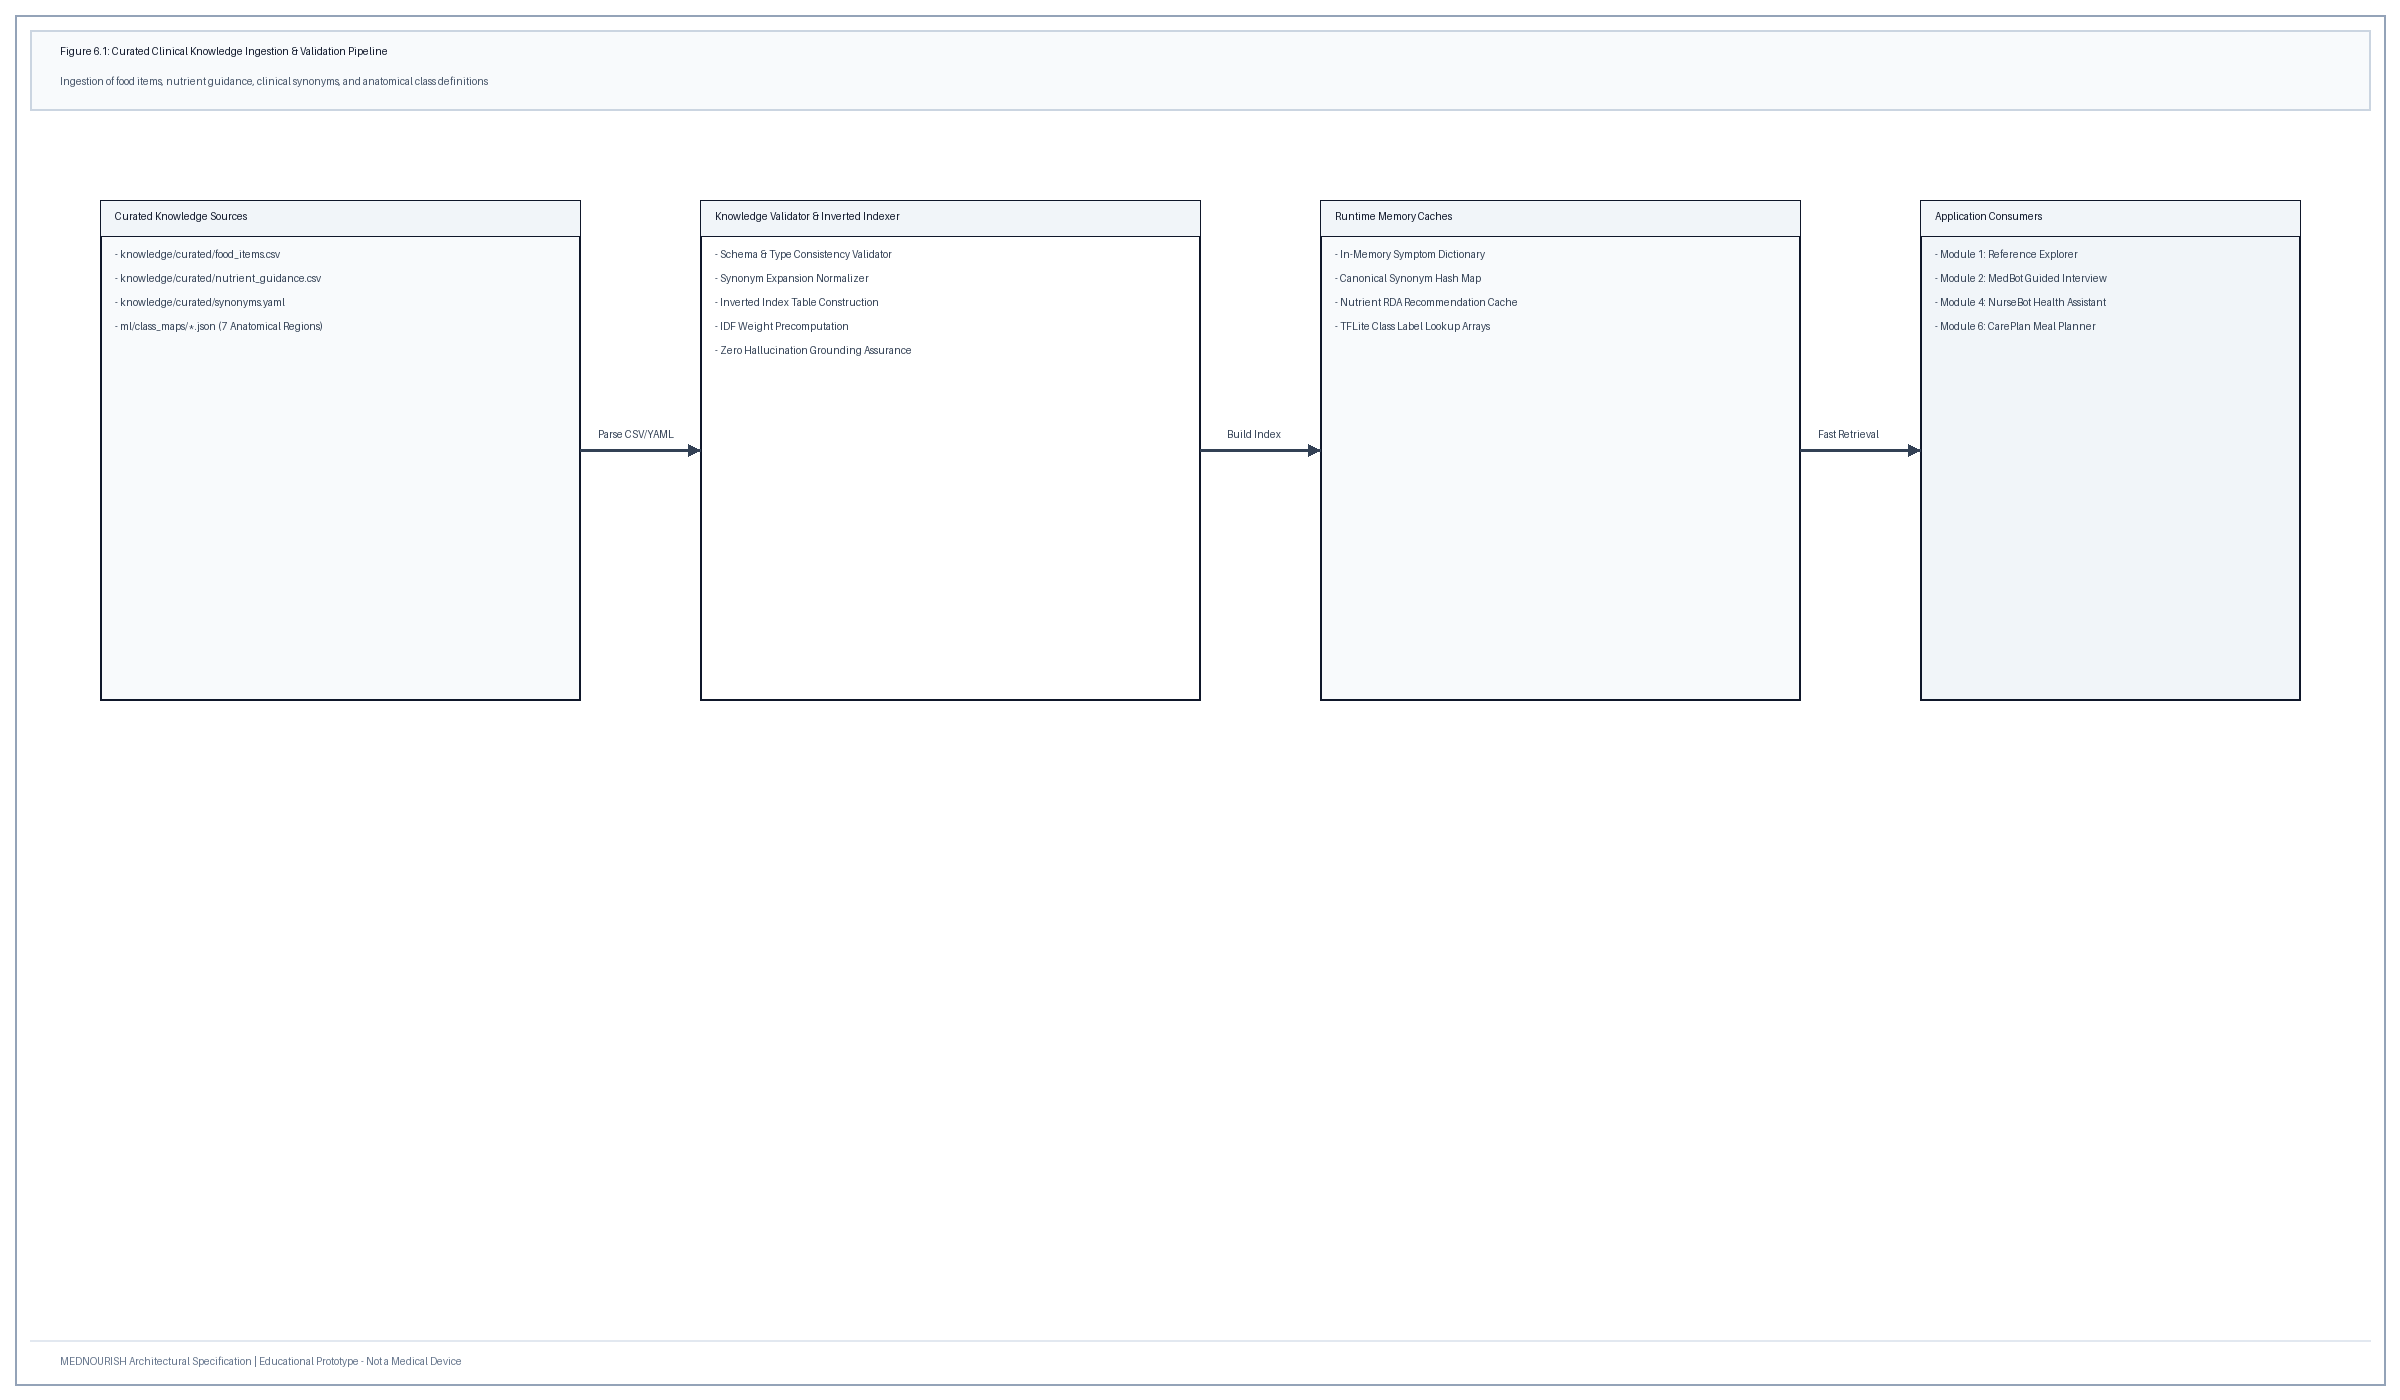 Figure 6.1: Curated Clinical Knowledge Ingestion & Validation Pipeline
Ingestion of food items, nutrient guidance, clinical synonyms, and anatomical class definitions
Curated Knowledge Sources
- knowledge/curated/food_items.csv
- knowledge/curated/nutrient_guidance.csv
- knowledge/curated/synonyms.yaml
- ml/class_maps/*.json (7 Anatomical Regions)
Parse CSV/YAML
Knowledge Validator & Inverted Indexer
- Schema & Type Consistency Validator
- Synonym Expansion Normalizer
- Inverted Index Table Construction
- IDF Weight Precomputation
- Zero Hallucination Grounding Assurance
Build Index
Runtime Memory Caches
- In-Memory Symptom Dictionary
- Canonical Synonym Hash Map
- Nutrient RDA Recommendation Cache
- TFLite Class Label Lookup Arrays
Fast Retrieval
Application Consumers
- Module 1: Reference Explorer
- Module 2: MedBot Guided Interview
- Module 4: NurseBot Health Assistant
- Module 6: CarePlan Meal Planner
MEDNOURISH Architectural Specification | Educational Prototype - Not a Medical Device